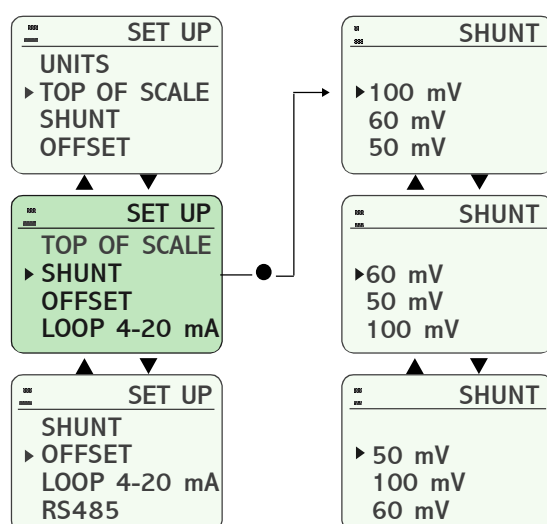 SET UP
UNITS
TOP OF SCALE
SHUNT
OFFSET
SET UP
TOP OF SCALE
SHUNT
OFFSET
LOOP 4-20 mA
SET UP
SHUNT
OFFSET
LOOP 4-20 mA
RS485
SHUNT
100 mV
60 mV
50 mV
SHUNT
60 mV
50 mV
100 mV
SHUNT
50 mV
100 mV
60 mV